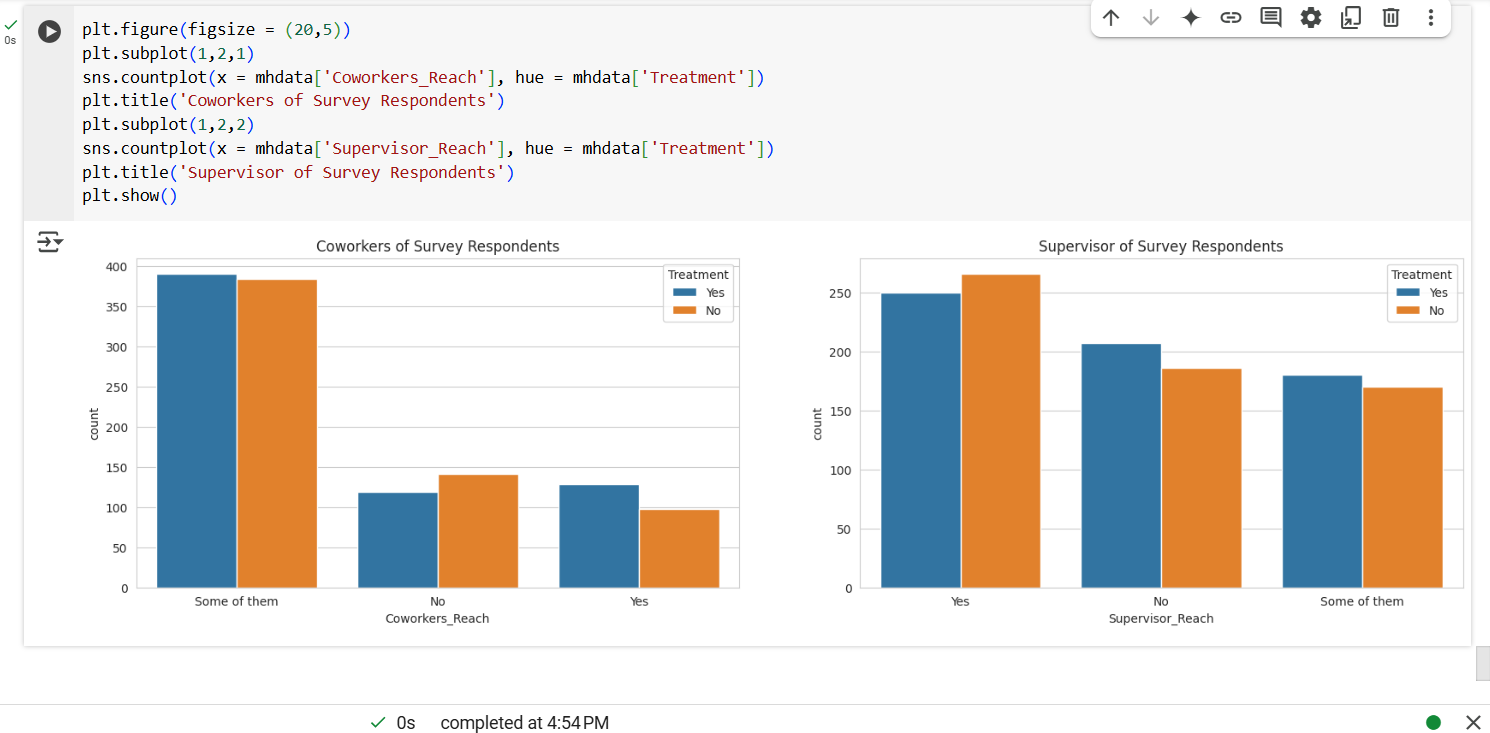 0s
plt.figure(figsize = (20,5))
plt.subplot(1,2,1)
sns.countplot(x = mhdata['Coworkers_Reach'], hue = mhdata['Treatment'])
plt.title('Coworkers of Survey Respondents')
plt.subplot(1,2,2)
sns.countplot(x = mhdata['Supervisor_Reach'], hue = mhdata['Treatment'])
plt.title('Supervisor of Survey Respondents')
plt.show()
Coworkers of Survey Respondents
400
350
300
250
200
150
100
50
0
count
Treatment
Yes
No
Some of them
No
Yes
Coworkers_Reach
Supervisor of Survey Respondents
250
200
150
100
50
0
count
Treatment
Yes
No
Yes
No
Some of them
Supervisor_Reach
0s completed at 4:54 PM